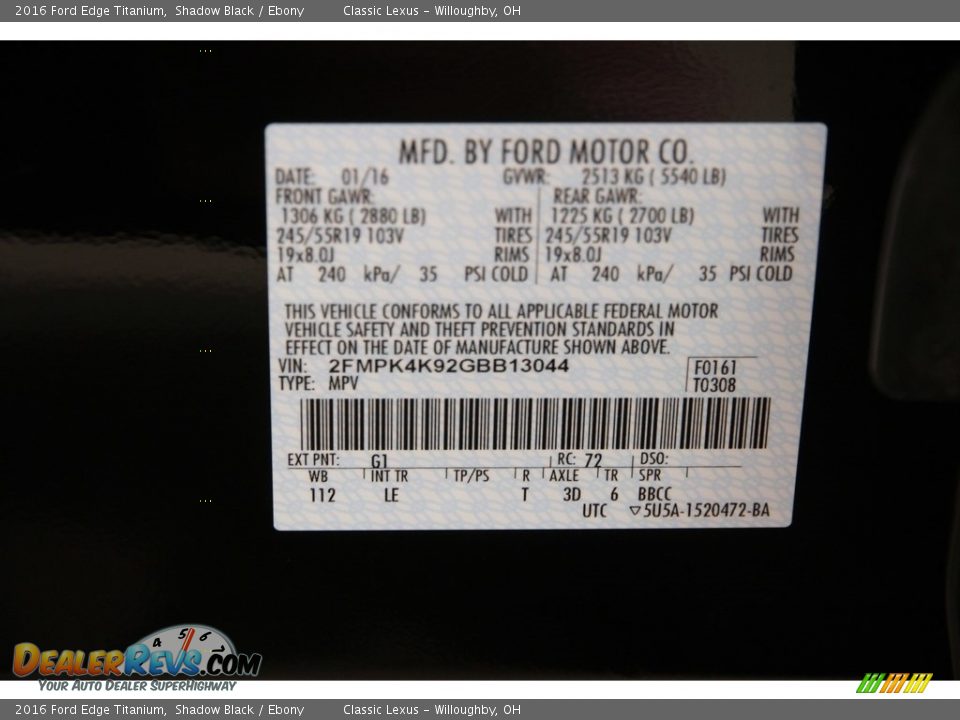 2016 Ford Edge Titanium, Shadow Black / Ebony Classic Lexus - Willoughby, OH
MFD. BY FORD MOTOR CO.
DATE: 01/16 GVWR: 2513 KG ( 5540 LB)
FRONT GAWR: REAR GAWR:
1306 KG ( 2880 LB) WITH 1225 KG ( 2700 LB) WITH
245/55R19 103V TIRES 245/55R19 103V TIRES
19x8.0J RIMS 19x8.0J RIMS
AT 240 kPa/ 35 PSI COLD AT 240 kPa/ 35 PSI COLD
THIS VEHICLE CONFORMS TO ALL APPLICABLE FEDERAL MOTOR
VEHICLE SAFETY AND THEFT PREVENTION STANDARDS IN
EFFECT ON THE DATE OF MANUFACTURE SHOWN ABOVE.
VIN: 2FMPK4K92GBB13044 F0161
TYPE: MPV T0308
EXT PNT: G1 RC: 72 DSO:
WB INT TR TP/PS R AXLE TR SPR
112 LE T 3D 6 BBCC
UTC ▽5U5A-1520472-BA
4 5 6
DEALERREVS.COM
YOUR AUTO DEALER SUPERHIGHWAY
2016 Ford Edge Titanium, Shadow Black / Ebony Classic Lexus - Willoughby, OH